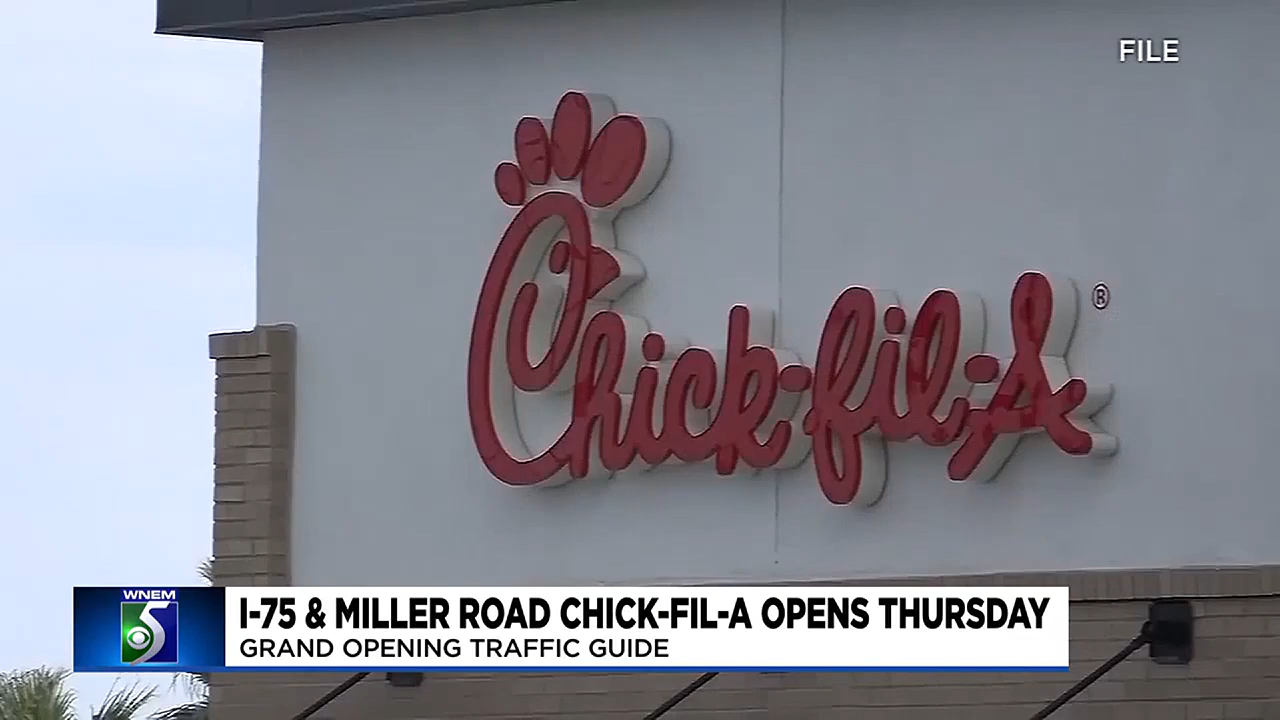 FILE
Chick-fil-A®
WNEM
5
I-75 & MILLER ROAD CHICK-FIL-A OPENS THURSDAY
GRAND OPENING TRAFFIC GUIDE